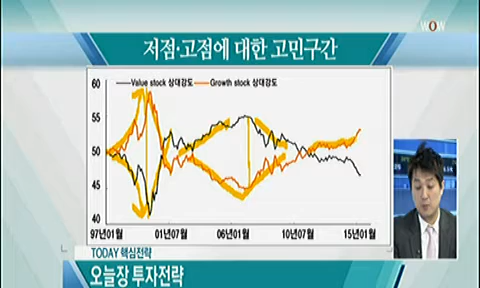 WOW
저점·고점에 대한 고민구간
Value stock 상대강도
Growth stock 상대강도
60
55
50
45
40
97년01월
01년07월
06년01월
10년07월
15년01월
TODAY 핵심전략
오늘장 투자전략